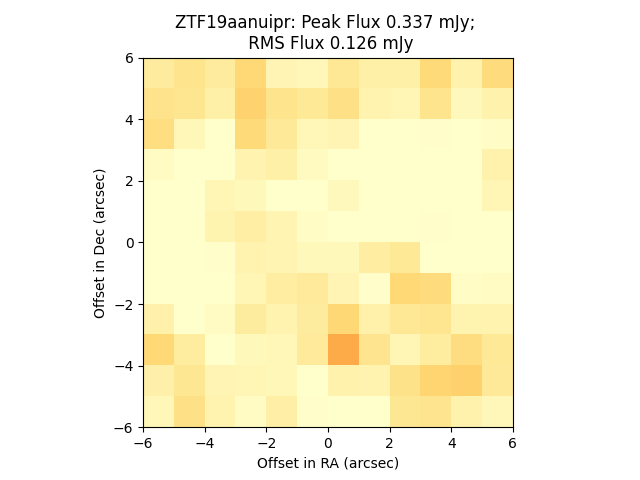 ZTF19aanuipr: Peak Flux 0.337 mJy;
RMS Flux 0.126 mJy
6
4
2
0
−2
−4
−6
Offset in Dec (arcsec)
−6 −4 −2 0 2 4 6
Offset in RA (arcsec)